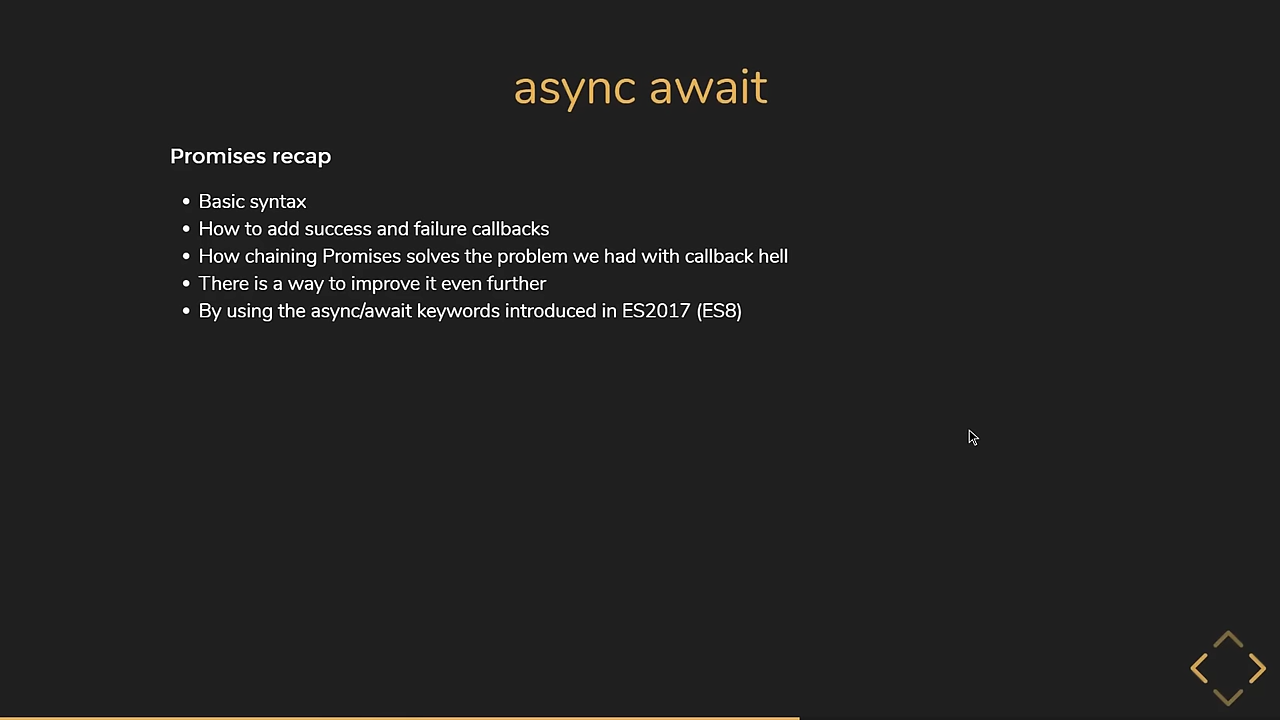 async await
Promises recap
• Basic syntax
• How to add success and failure callbacks
• How chaining Promises solves the problem we had with callback hell
• There is a way to improve it even further
• By using the async/await keywords introduced in ES2017 (ES8)